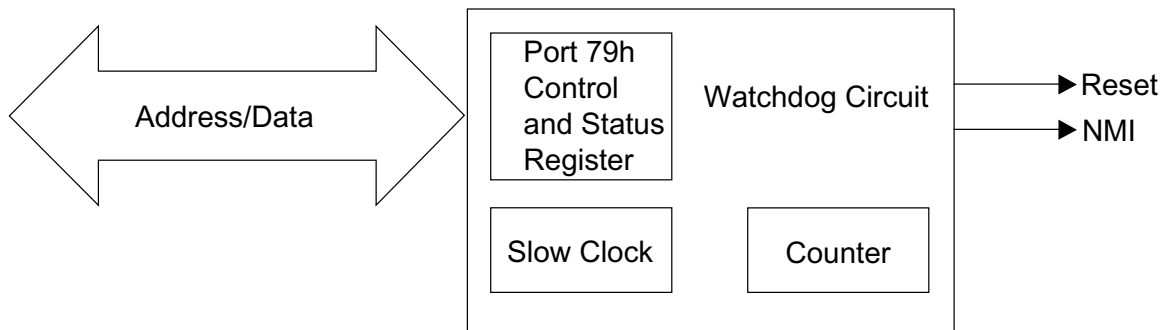 Address/Data
Port 79h
Control
and Status
Register
Watchdog Circuit
Slow Clock
Counter
Reset
NMI